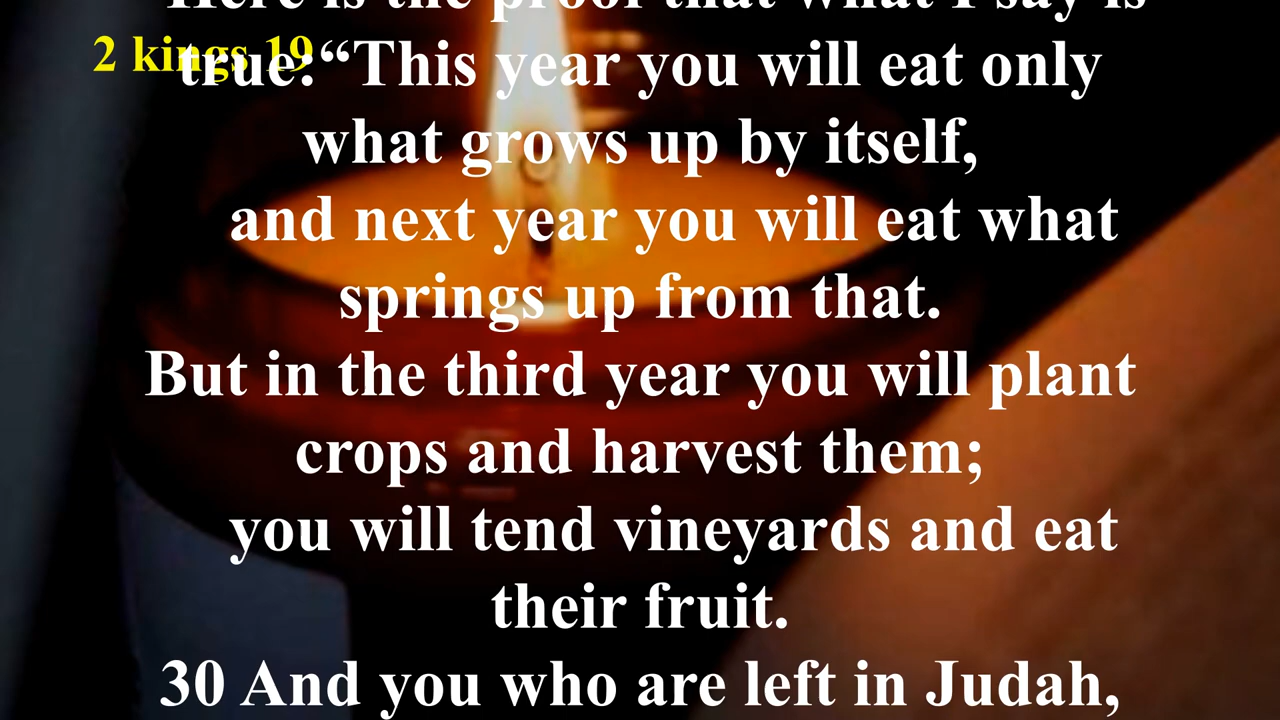 Here is the proof that what I say is
2 kings 19
true:“This year you will eat only
what grows up by itself,
and next year you will eat what
springs up from that.
But in the third year you will plant
crops and harvest them;
you will tend vineyards and eat
their fruit.
30 And you who are left in Judah,